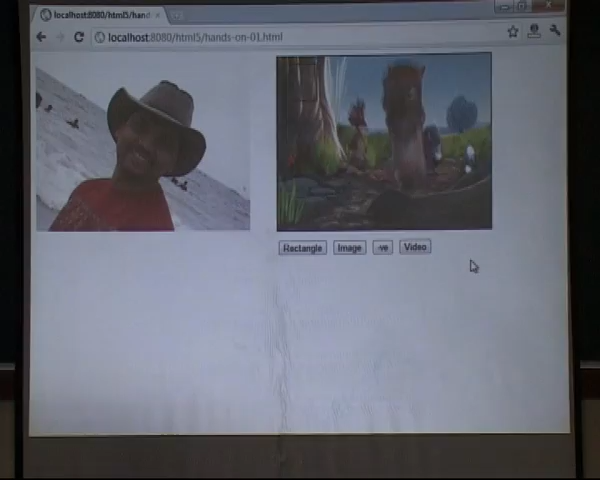 localhost:8080/html5/hand
localhost:8080/html5/hands-on-01.html
Rectangle Image -ve Video